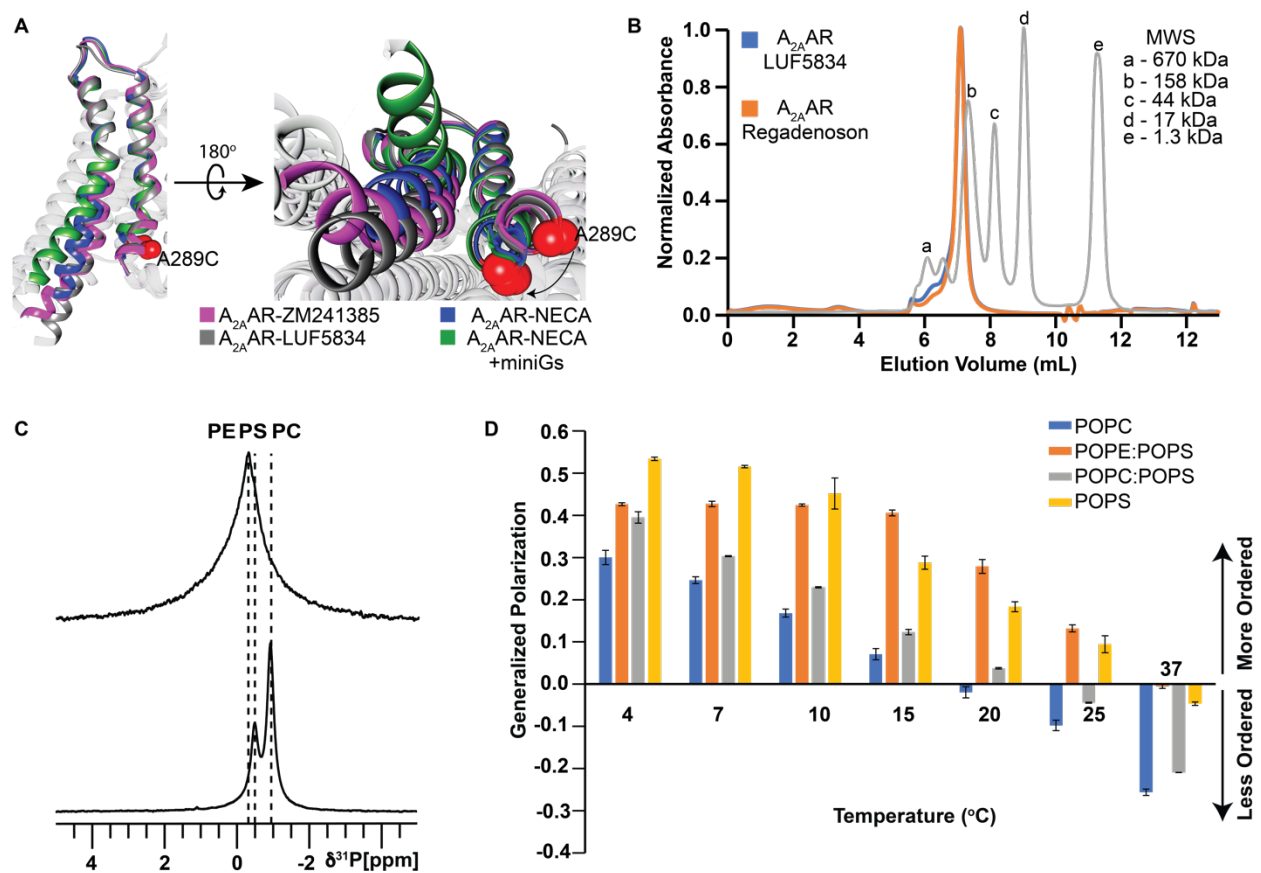 A
180°
A289C
A289C
A2AAR-ZM241385
A2AAR-LUF5834
A2AAR-NECA
A2AAR-NECA
+miniGs
B
Normalized Absorbance
1.0
0.8
0.6
0.4
0.2
0.0
A2AAR
LUF5834
A2AAR
Regadenoson
a
b
c
d
e
MWS
a - 670 kDa
b - 158 kDa
c - 44 kDa
d - 17 kDa
e - 1.3 kDa
0 2 4 6 8 10 12 12
Elution Volume (mL)
C
PE PS PC
4 2 0 -2 δ31P[ppm]
D
Generalized Polarization
0.6
0.5
0.4
0.3
0.2
0.1
0.0
-0.1
-0.2
-0.3
-0.4
POPC
POPE:POPS
POPC:POPS
POPS
4 7 10 15 20 25 37
Temperature (°C)
More Ordered
Less Ordered